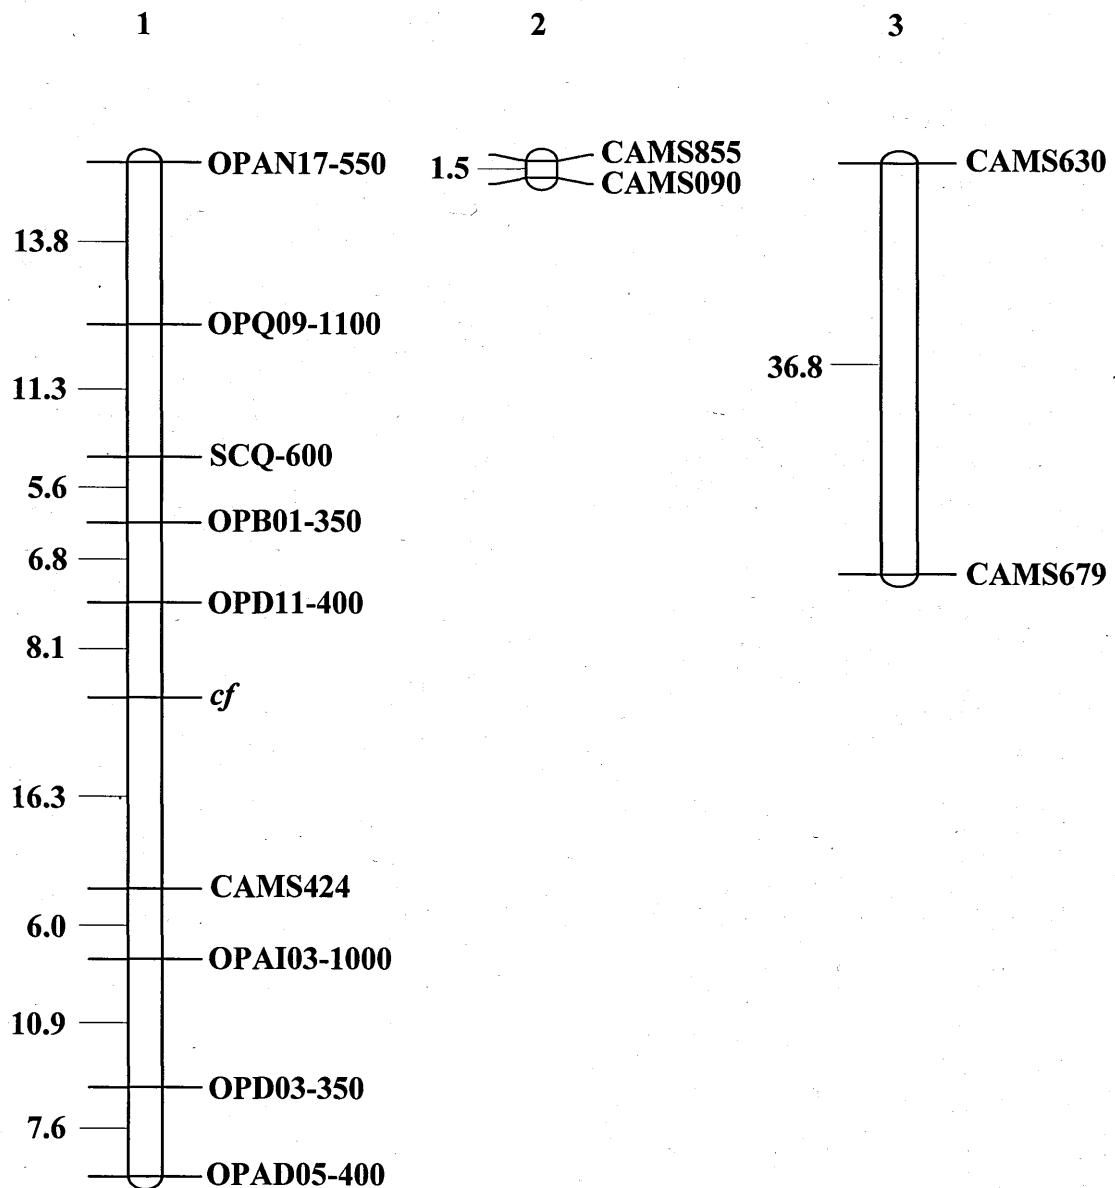 1
2
3
OPAN17-550
13.8
OPQ09-1100
11.3
SCQ-600
5.6
OPB01-350
6.8
OPD11-400
8.1
cf
16.3
CAMS424
6.0
OPAI03-1000
10.9
OPD03-350
7.6
OPAD05-400
CAMS855
1.5
CAMS090
CAMS630
36.8
CAMS679